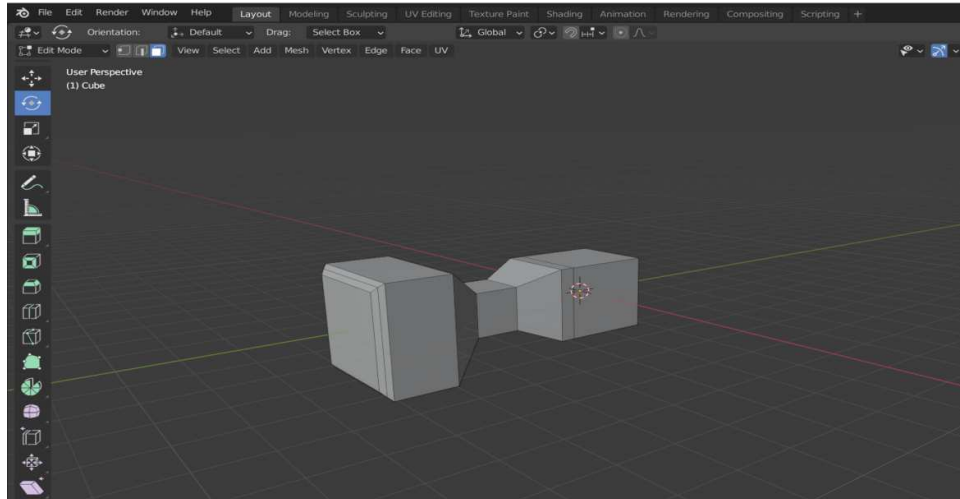 File Edit Render Window Help Layout Modeling Sculpting UV Editing Texture Paint Shading Animation Rendering Compositing Scripting +
Orientation: Default Drag: Select Box Global
Edit Mode View Select Add Mesh Vertex Edge Face UV
User Perspective
(1) Cube